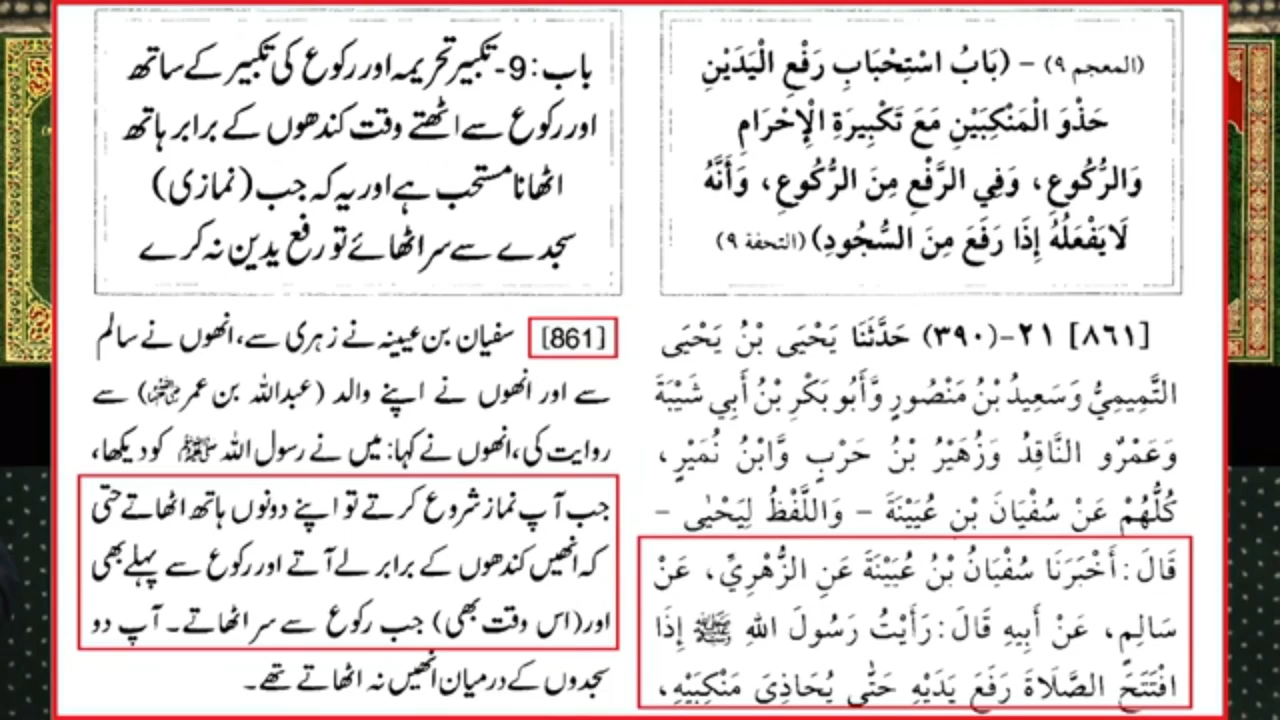 (المعجم ٩) - (بَابُ اسْتِحْبَابِ رَفْعِ الْيَدَيْنِ
حَذْوَ الْمَنْكِبَيْنِ مَعَ تَكْبِيرَةِ الْإِحْرَامِ
وَالرُّكُوعِ، وَفِي الرَّفْعِ مِنَ الرُّكُوعِ، وَأَنَّهُ
لَا يَفْعَلُهُ إِذَا رَفَعَ مِنَ السُّجُودِ) (التحفة ٩)
[٨٦١] ٢١-(٣٩٠) حَدَّثَنَا يَحْيَى بْنُ يَحْيَى
التَّمِيمِيُّ وَسَعِيدُ بْنُ مَنْصُورٍ وَّأَبُو بَكْرِ بْنُ أَبِي شَيْبَةَ
وَعَمْرٌو النَّاقِدُ وَزُهَيْرُ بْنُ حَرْبٍ وَّابْنُ نُمَيْرٍ،
كُلُّهُمْ عَنْ سُفْيَانَ بْنِ عُيَيْنَةَ - وَاللَّفْظُ لِيَحْيٰى -
قَالَ: أَخْبَرَنَا سُفْيَانُ بْنُ عُيَيْنَةَ عَنِ الزُّهْرِيِّ، عَنْ
سَالِمٍ، عَنْ أَبِيهِ قَالَ: رَأَيْتُ رَسُولَ اللهِ ﷺ إِذَا
افْتَتَحَ الصَّلَاةَ رَفَعَ يَدَيْهِ حَتّٰى يُحَاذِيَ مَنْكِبَيْهِ،
باب: 9-تکبیر تحریمہ اور رکوع کی تکبیر کے ساتھ
اور رکوع سے اٹھتے وقت کندھوں کے برابر ہاتھ
اٹھانا مستحب ہے اور یہ کہ جب (نمازی)
سجدے سے سر اٹھائے تو رفع یدین نہ کرے
[861] سفیان بن عیینہ نے زہری سے، انھوں نے سالم
سے اور انھوں نے اپنے والد (عبداللہ بن عمر رضی اللہ عنہما) سے
روایت کی، انھوں نے کہا: میں نے رسول اللہ ﷺ کو دیکھا،
جب آپ نماز شروع کرتے تو اپنے دونوں ہاتھ اٹھاتے حتی
کہ انھیں کندھوں کے برابر لے آتے اور رکوع سے پہلے بھی
اور (اس وقت بھی) جب رکوع سے سر اٹھاتے۔ آپ دو
سجدوں کے درمیان انھیں نہ اٹھاتے تھے۔